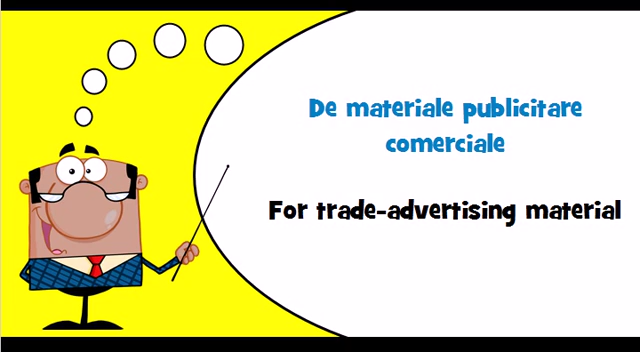 De materiale publicitare
comerciale
For trade-advertising material